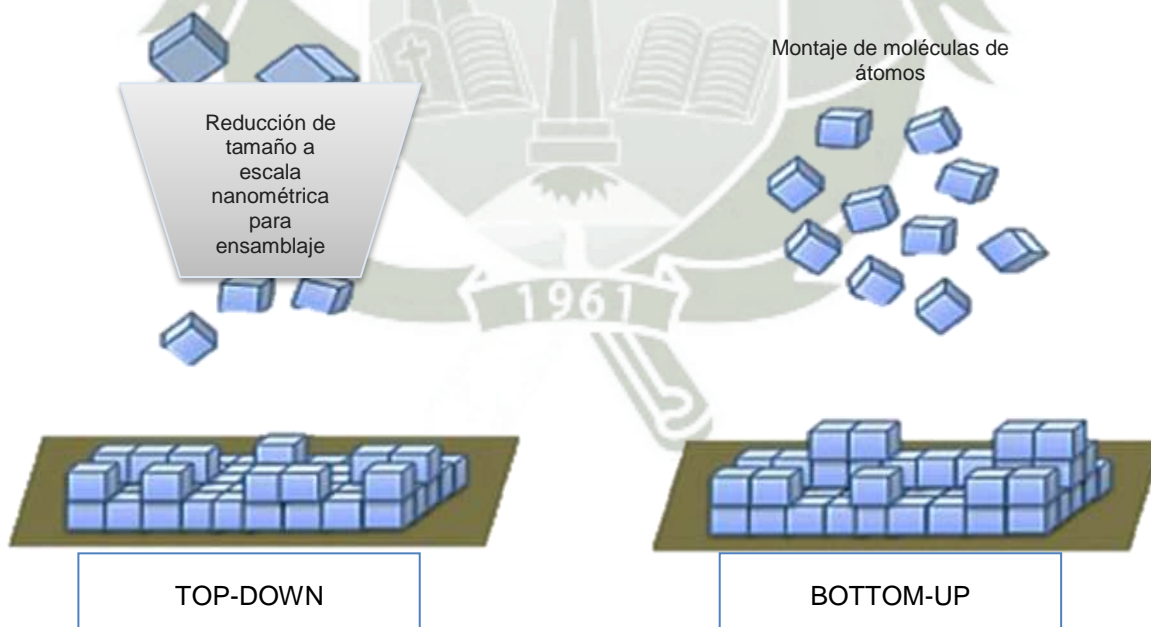 Reducción de
tamaño a
escala
nanométrica
para
ensamblaje
Montaje de moléculas de
átomos
1961
TOP-DOWN
BOTTOM-UP